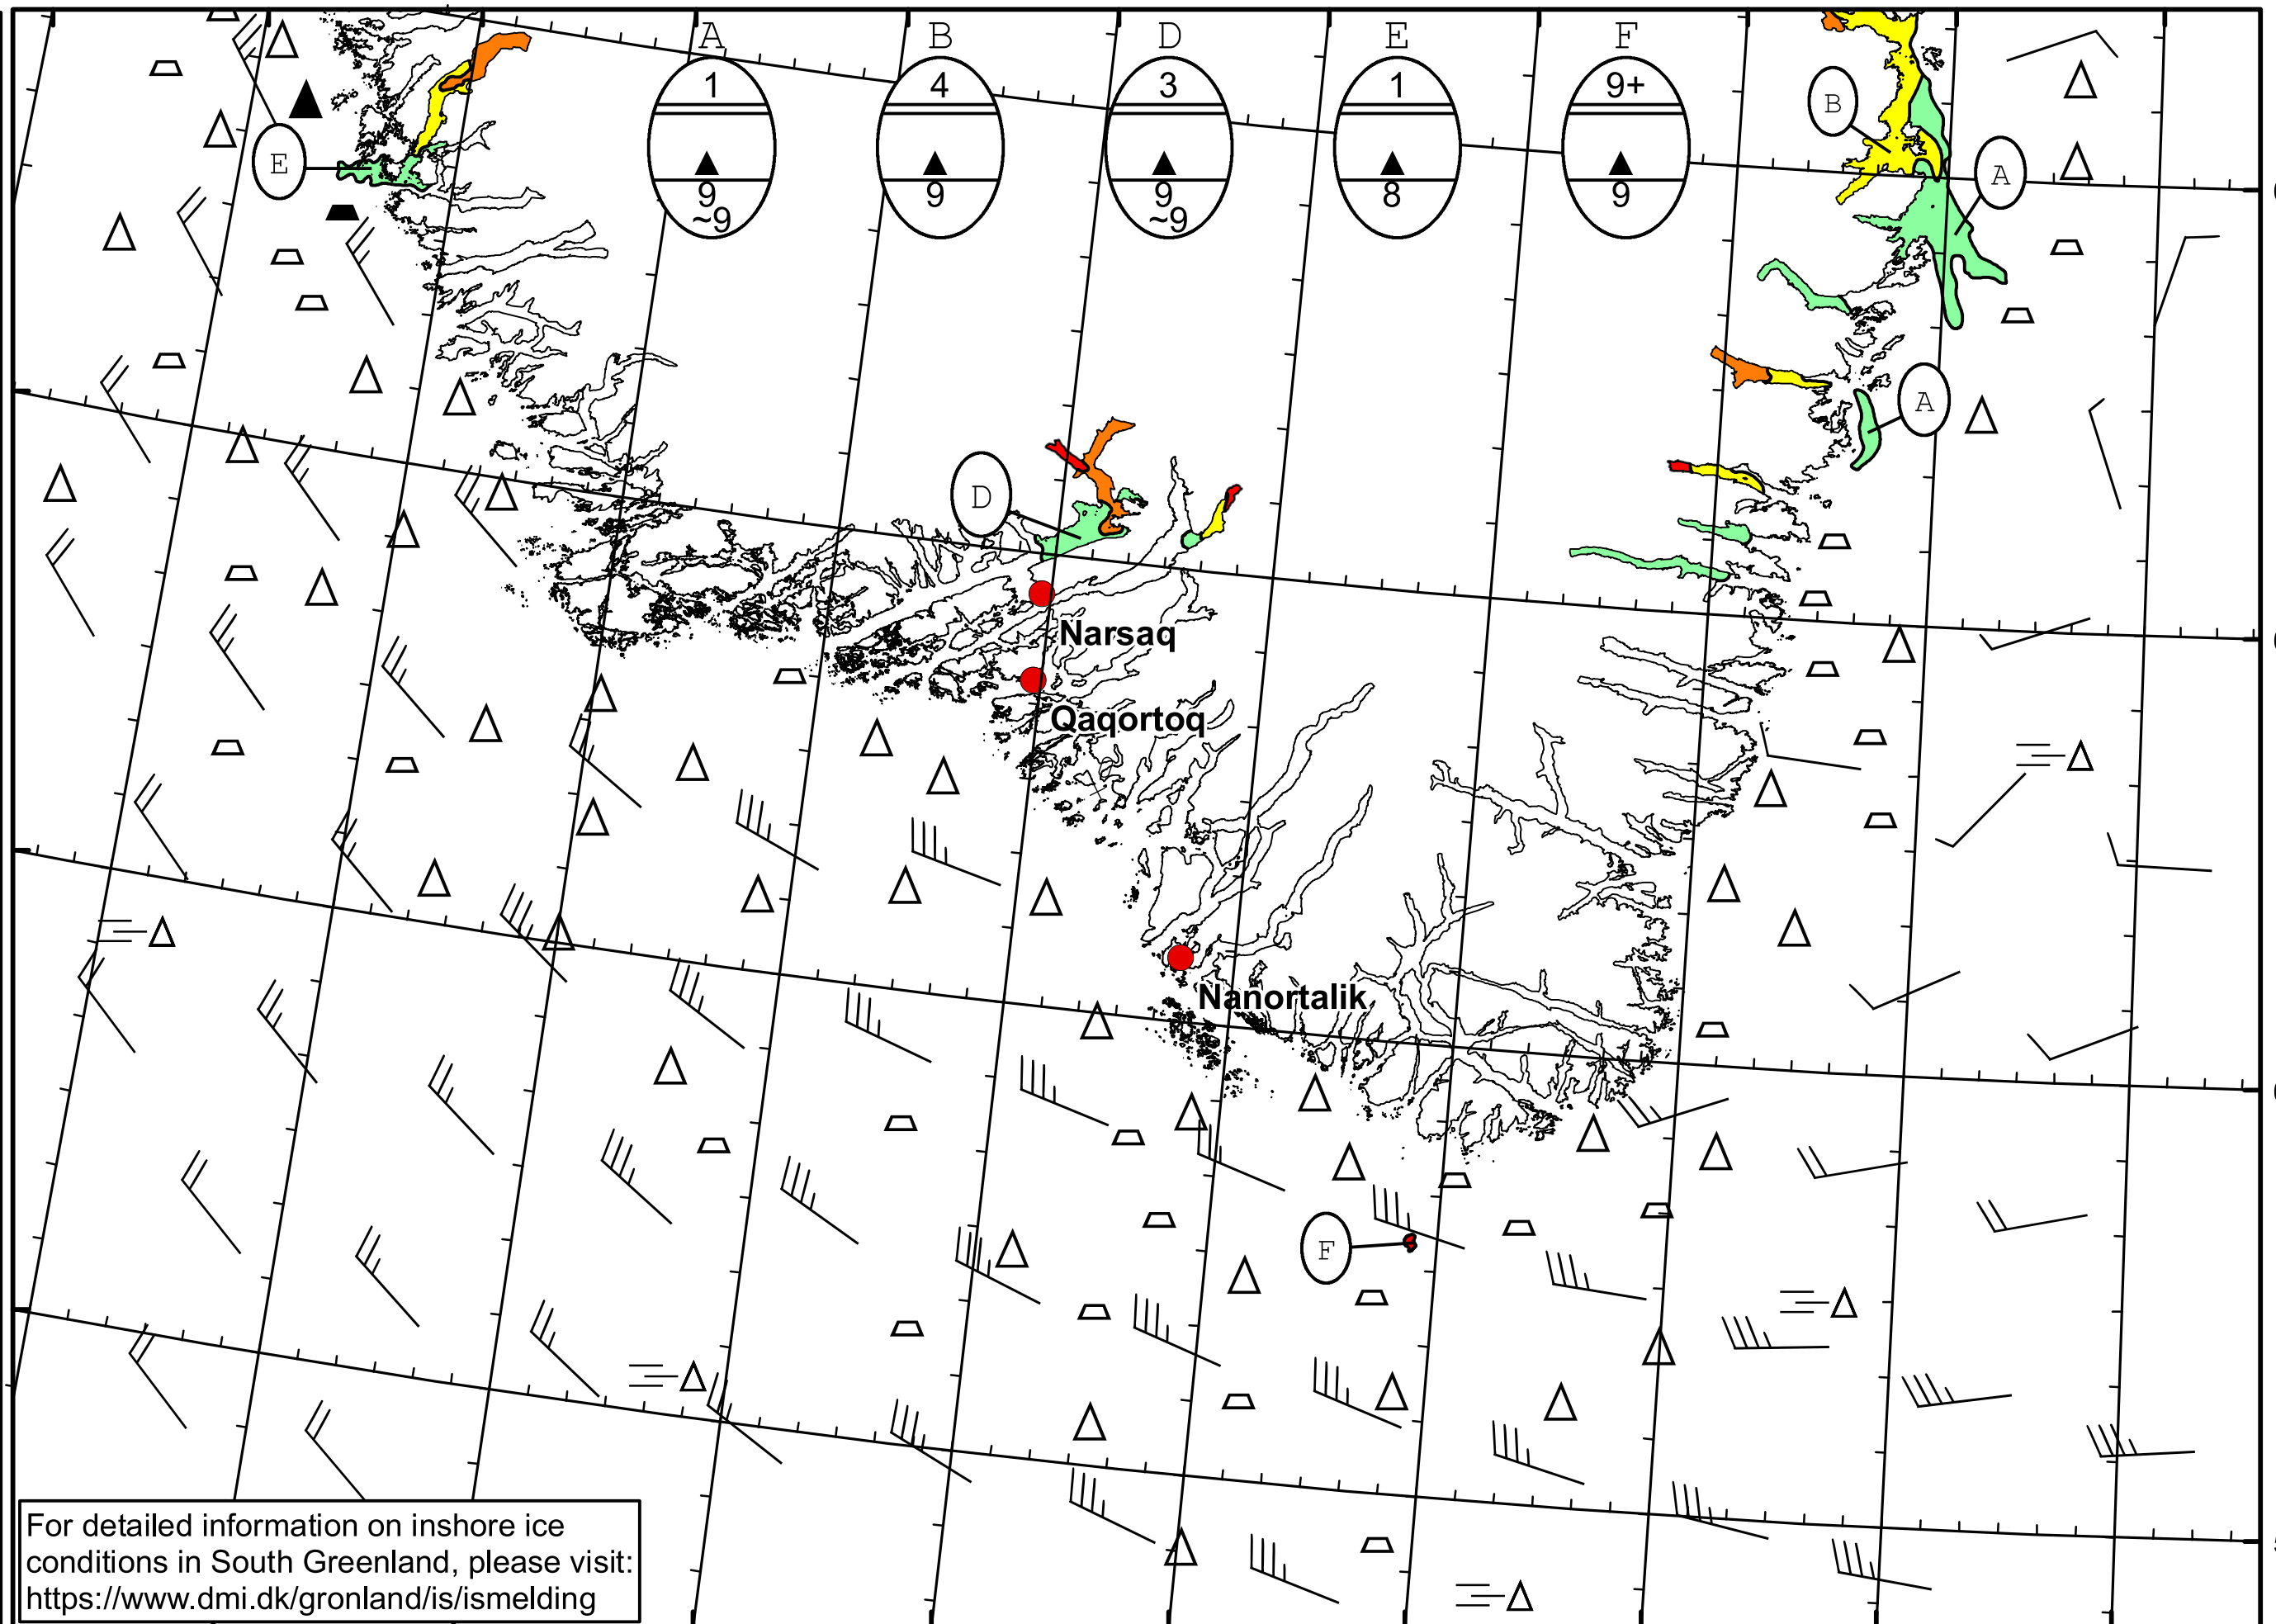 A B D E F
1 4 3 1 9+
9 9 9 8 9
~9 ~9
B
E
A
A
D
Narsaq
Qaqortoq
Nanortalik
F
For detailed information on inshore ice
conditions in South Greenland, please visit:
https://www.dmi.dk/gronland/is/ismelding